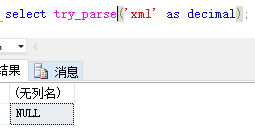 select try_parse('xml' as decimal);
结果
消息
(无列名)
NULL